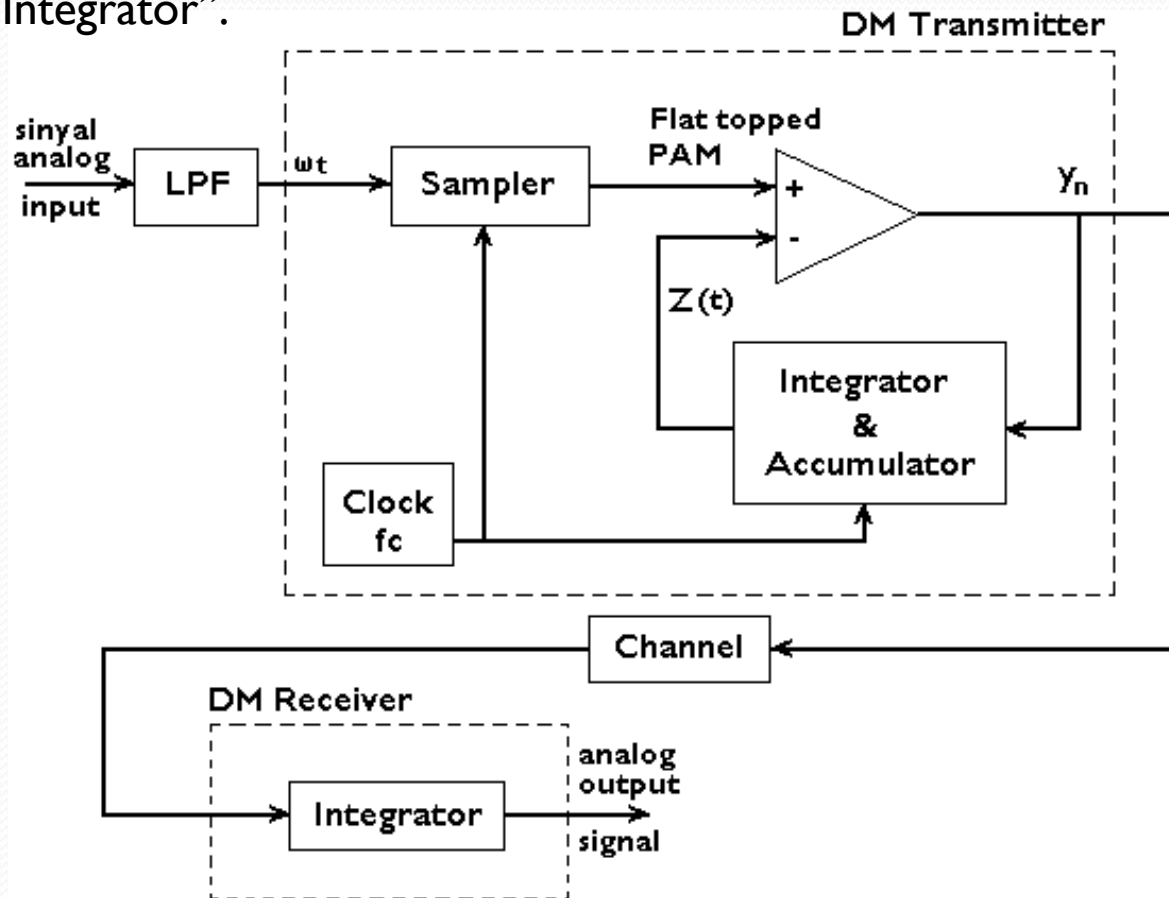 Integrator”.
DM Transmitter
sinyal
analog
input
LPF
ωt
Sampler
Flat topped
PAM
+
-
yn
Z(t)
Integrator
&
Accumulator
Clock
fc
Channel
DM Receiver
Integrator
analog
output
signal